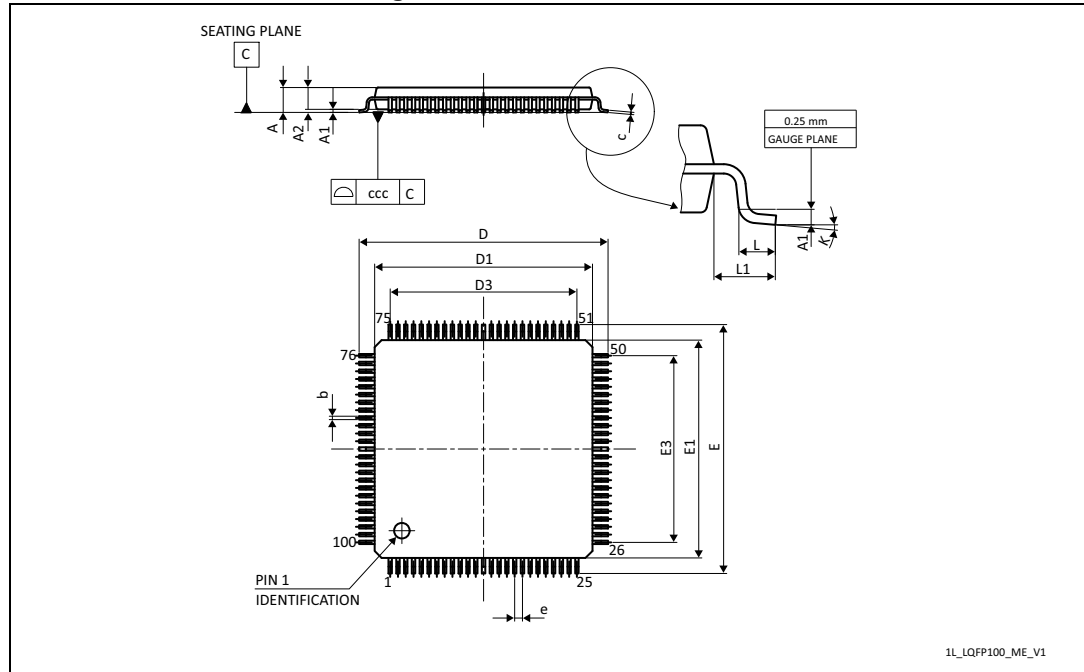 SEATING PLANE
C
A
A2
A1
c
0.25 mm
GAUGE PLANE
ccc C
A1
K
L
L1
D
D1
D3
75
51
76
50
b
E3
E1
E
100
26
PIN 1
IDENTIFICATION
1
25
e
1L_LQFP100_ME_V1